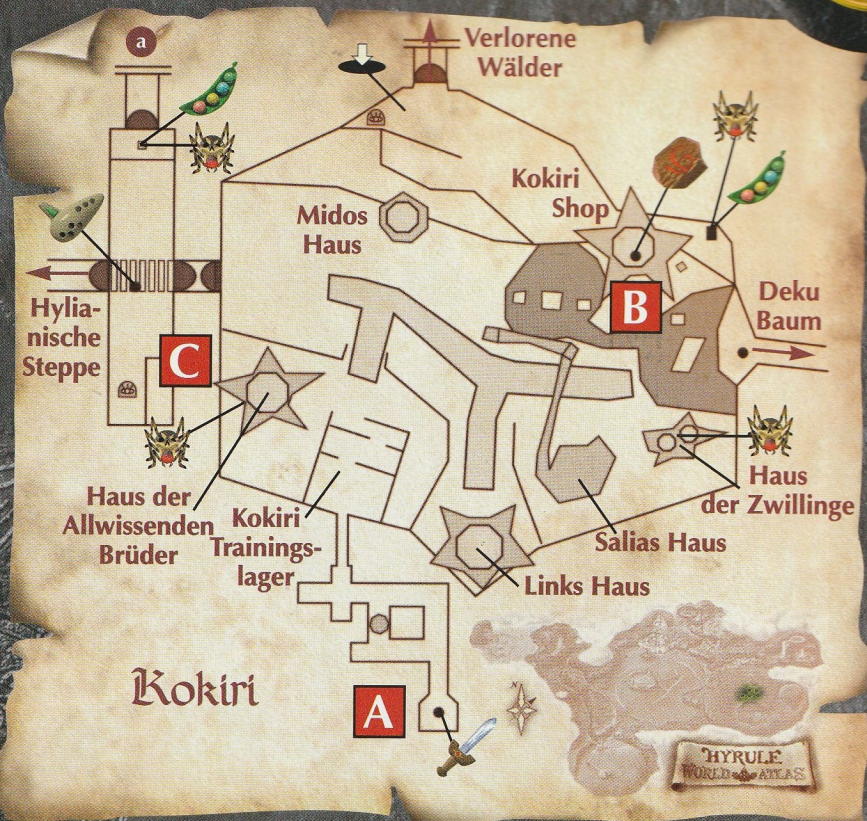 a
Verlorene
Wälder
Kokiri
Shop
Midos
Haus
B
Deku
Baum
Hylia-
nische
Steppe
C
Haus der
Allwissenden
Brüder
Kokiri
Trainings-
lager
Haus
der Zwillinge
Salias Haus
Links Haus
Kokiri
A
N
HYRULE
WORLD ATLAS